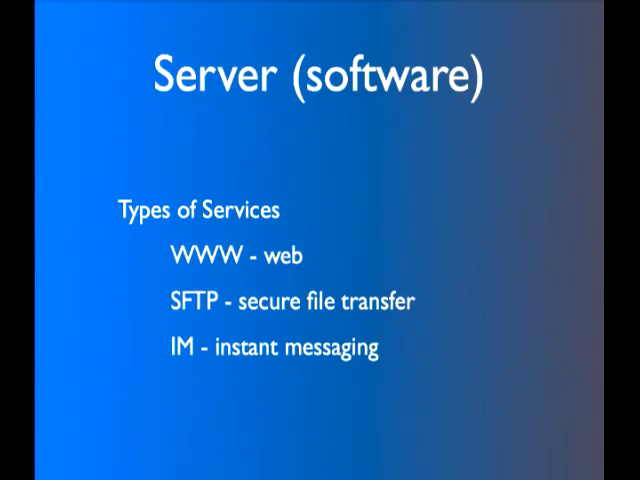 Server (software)
Types of Services
WWW - web
SFTP - secure file transfer
IM - instant messaging